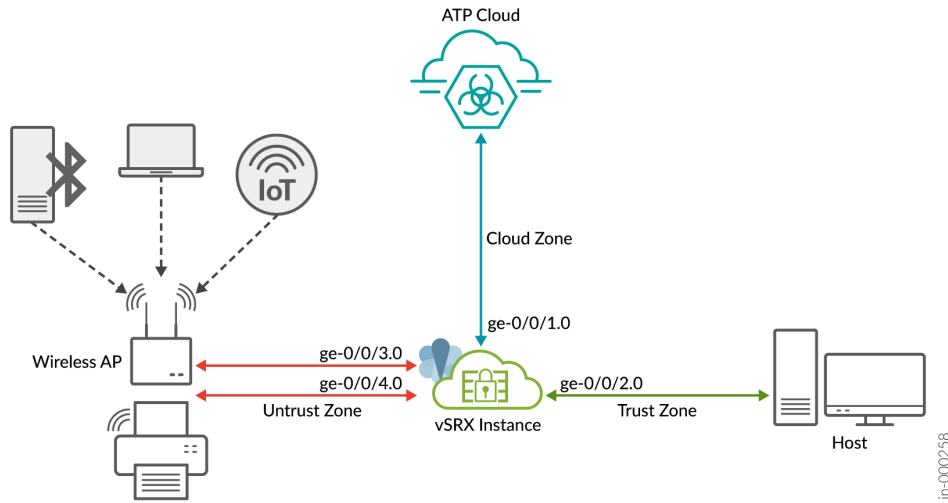 ATP Cloud
IoT
Cloud Zone
ge-0/0/1.0
Wireless AP
ge-0/0/3.0
ge-0/0/4.0
ge-0/0/2.0
Untrust Zone
vSRX Instance
Trust Zone
Host
jn-000258